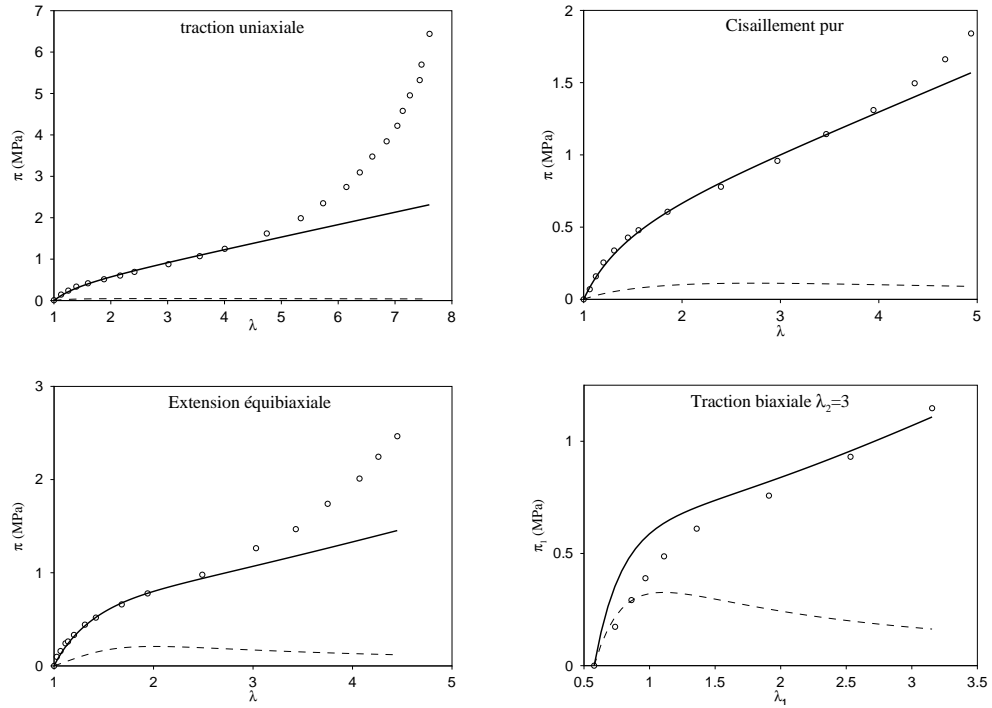 traction uniaxiale
7
6
5
4
3
2
1
0
π (MPa)
1 2 3 4 5 6 7 8
λ
Cisaillement pur
2
1.5
1
0.5
0
π (MPa)
1 2 3 4 5
λ
Extension équibiaxiale
3
2
1
0
π (MPa)
1 2 3 4 5
λ
Traction biaxiale λ₂=3
1
0.5
0
π₁ (MPa)
0.5 1 1.5 2 2.5 3 3.5
λ₁